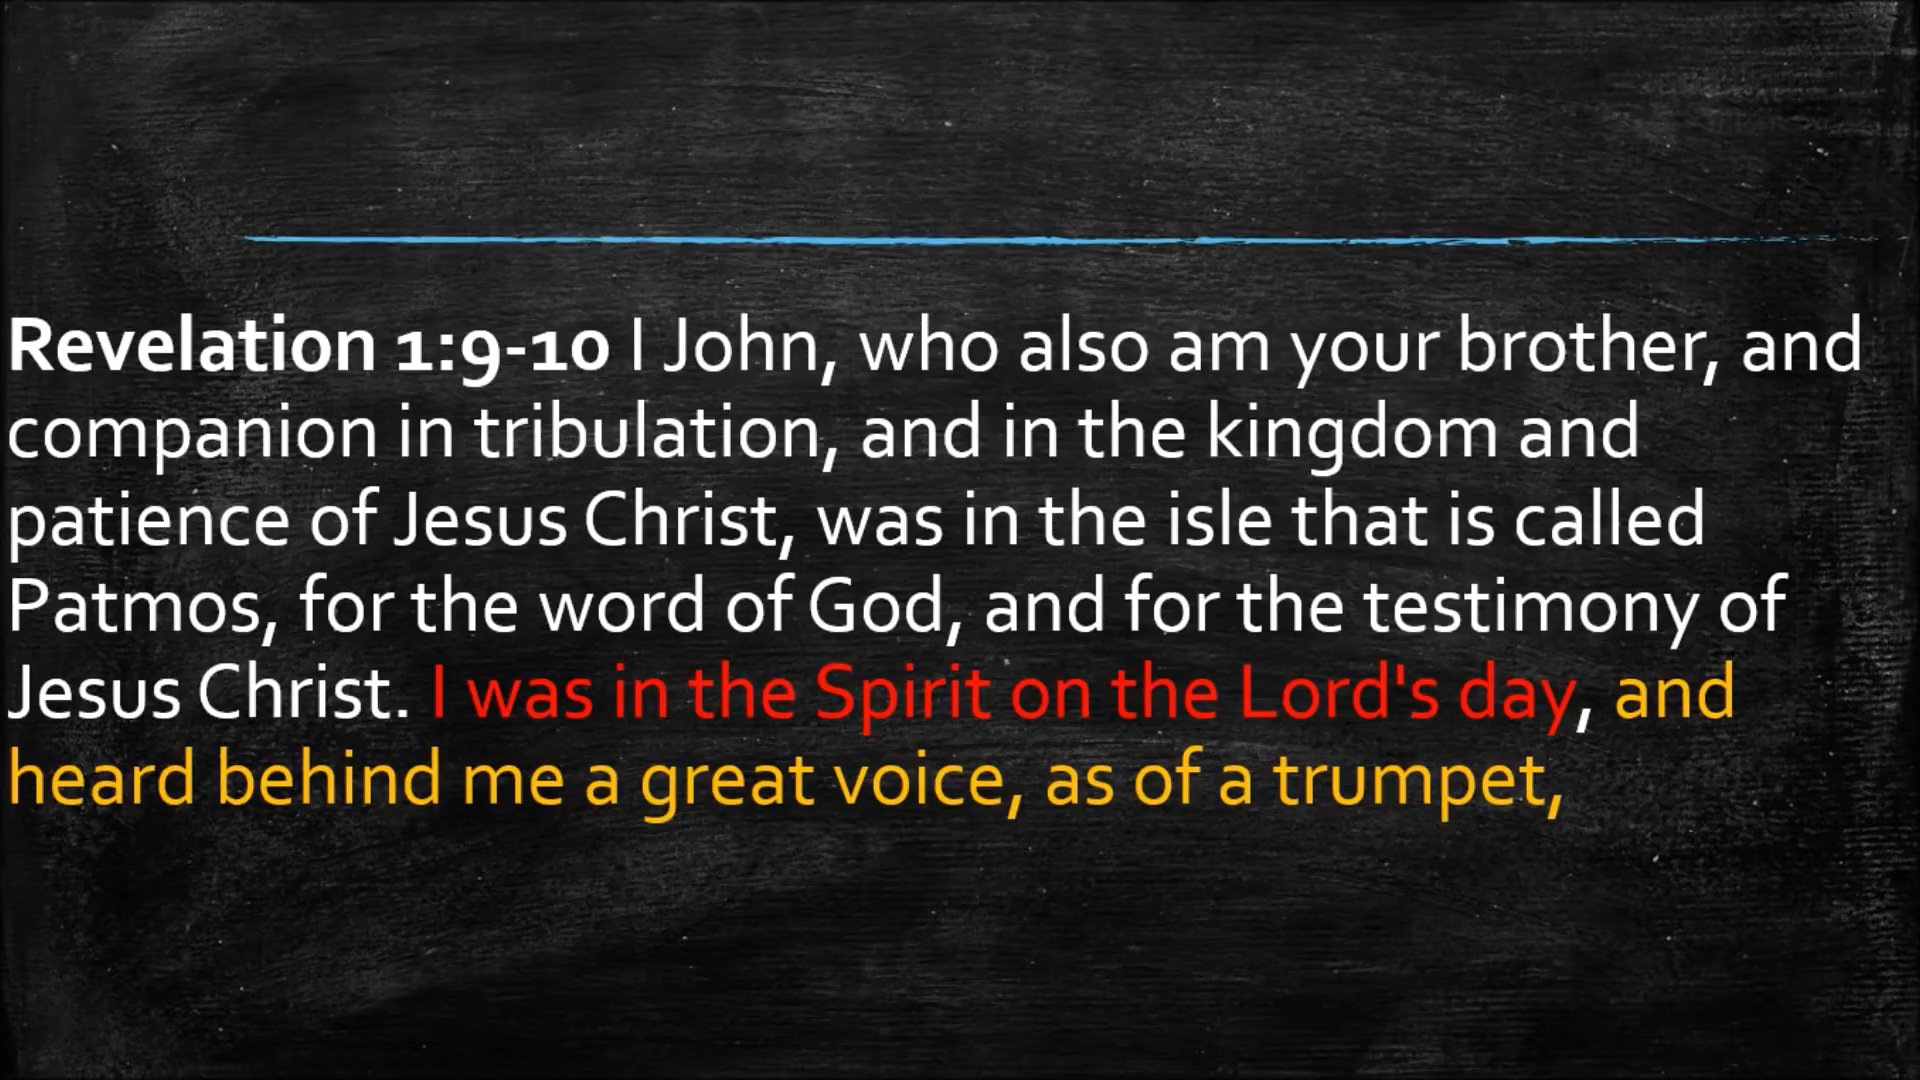 Revelation 1:9-10 I John, who also am your brother, and
companion in tribulation, and in the kingdom and
patience of Jesus Christ, was in the isle that is called
Patmos, for the word of God, and for the testimony of
Jesus Christ. I was in the Spirit on the Lord's day, and
heard behind me a great voice, as of a trumpet,